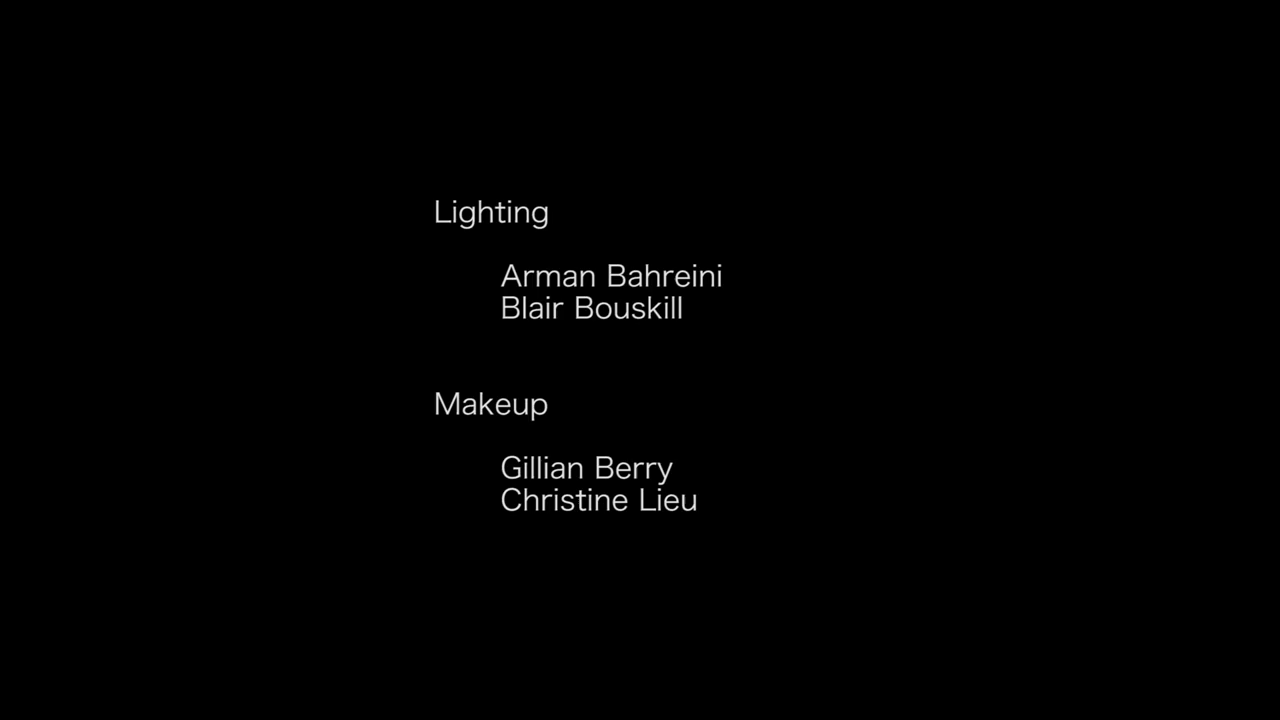 Lighting
Arman Bahreini
Blair Bouskill
Makeup
Gillian Berry
Christine Lieu